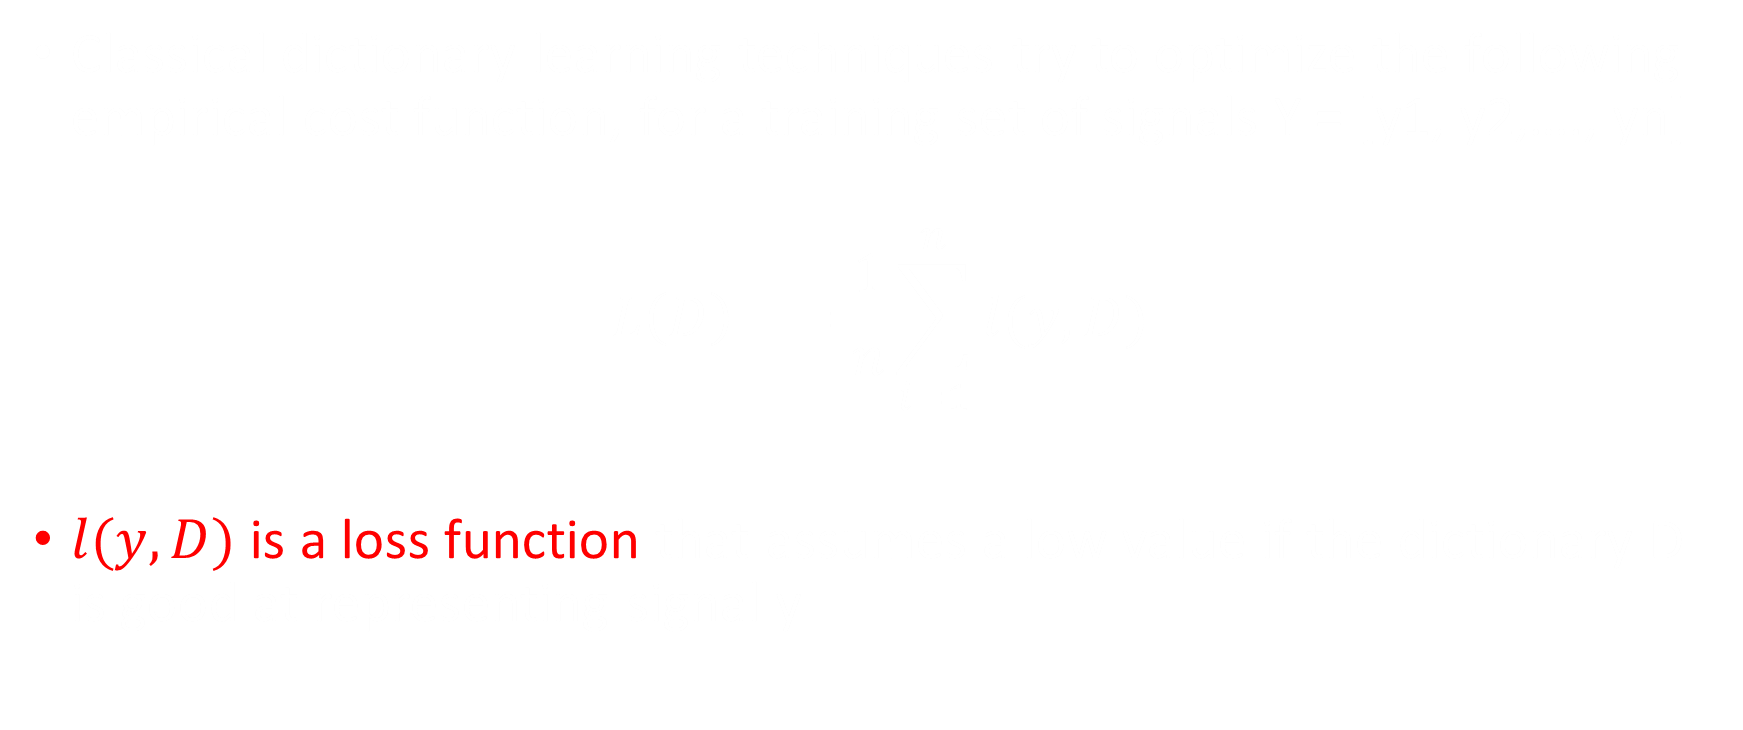 • l(y, D) is a loss function